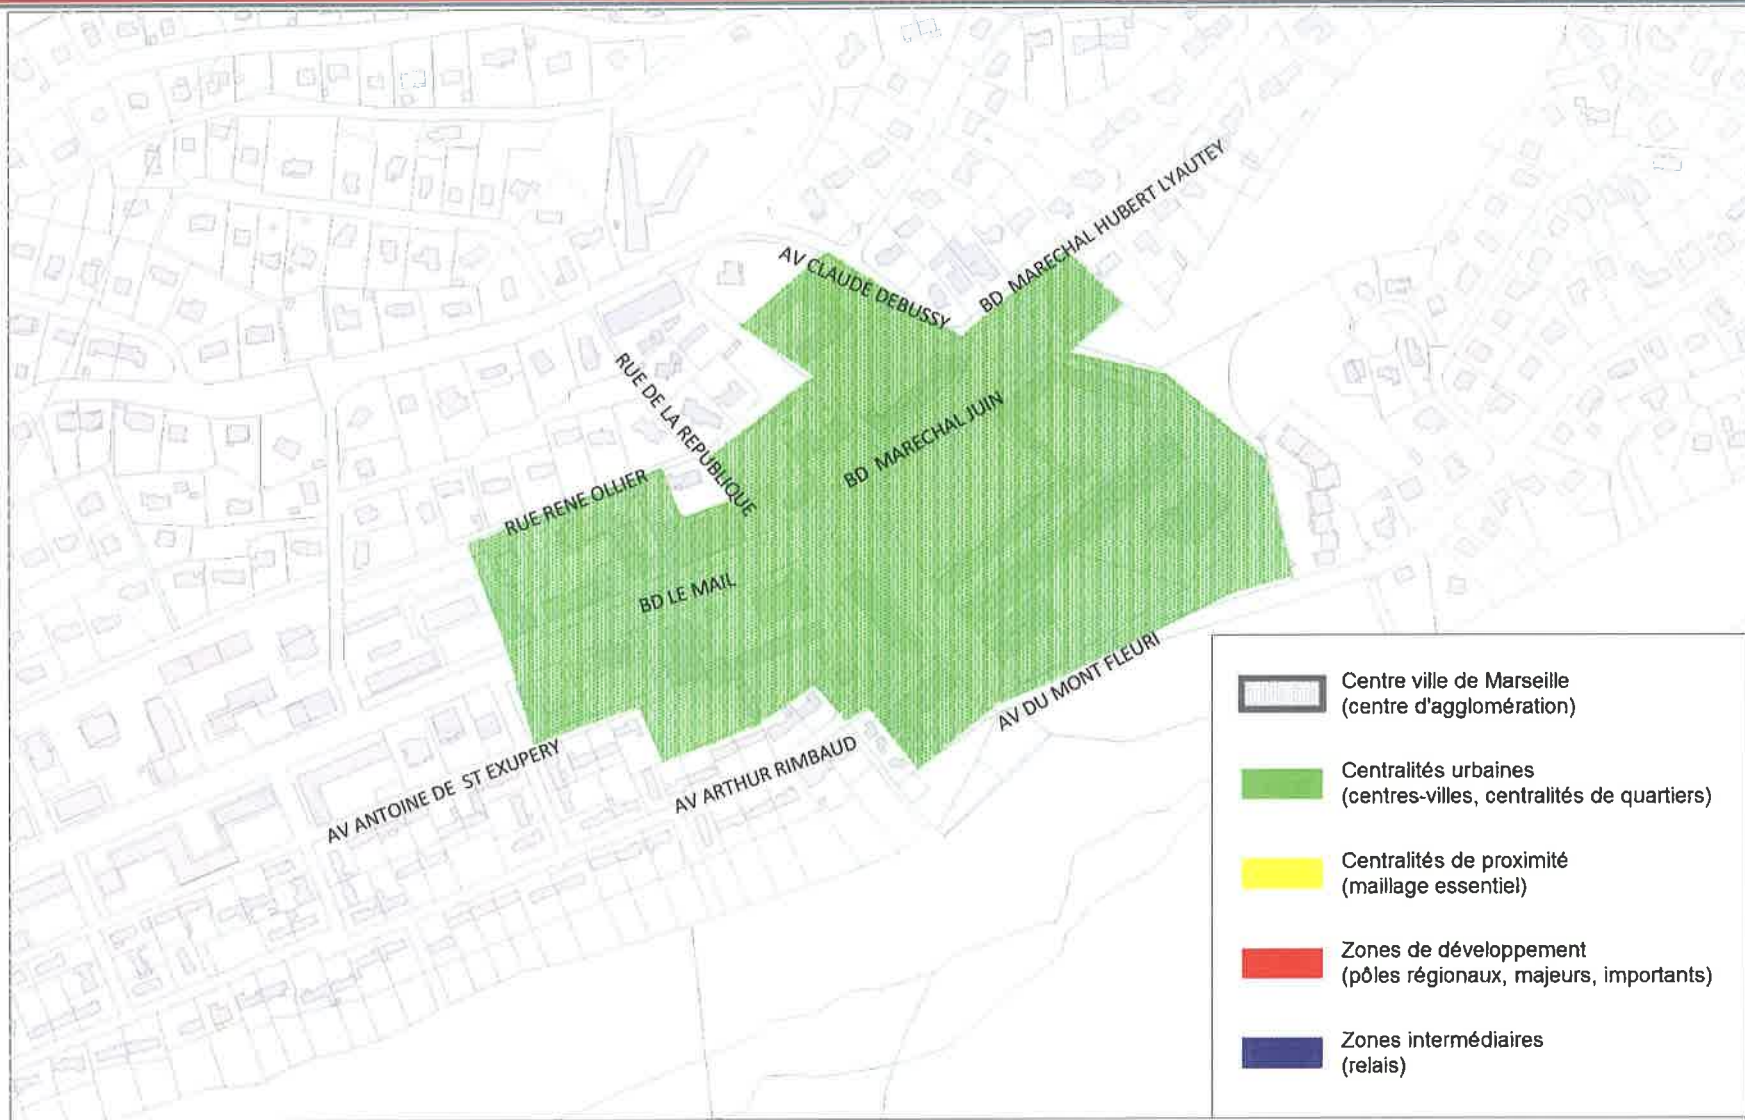 BD MARECHAL HUBERT LYAUTEY
AV CLAUDE DEBUSSY
RUE DE LA REPUBLIQUE
BD MARECHAL JUIN
RUE RENE OLLIER
BD LE MAIL
AV DU MONT FLEURI
AV ANTOINE DE ST EXUPERY
AV ARTHUR RIMBAUD
Centre ville de Marseille
(centre d'agglomération)
Centralités urbaines
(centres-villes, centralités de quartiers)
Centralités de proximité
(maillage essentiel)
Zones de développement
(pôles régionaux, majeurs, importants)
Zones intermédiaires
(relais)